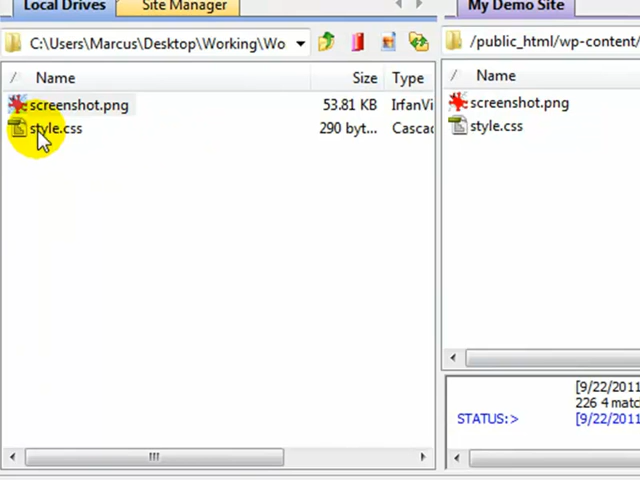 Local Drives
Site Manager
My Demo Site
C:\Users\Marcus\Desktop\Working\Wo
/public_html/wp-content/
Name
Size
Type
Name
screenshot.png
53.81 KB
IrfanVi
screenshot.png
style.css
290 byt...
Cascad
style.css
[9/22/2011
226 4 matc
STATUS:>
[9/22/2011